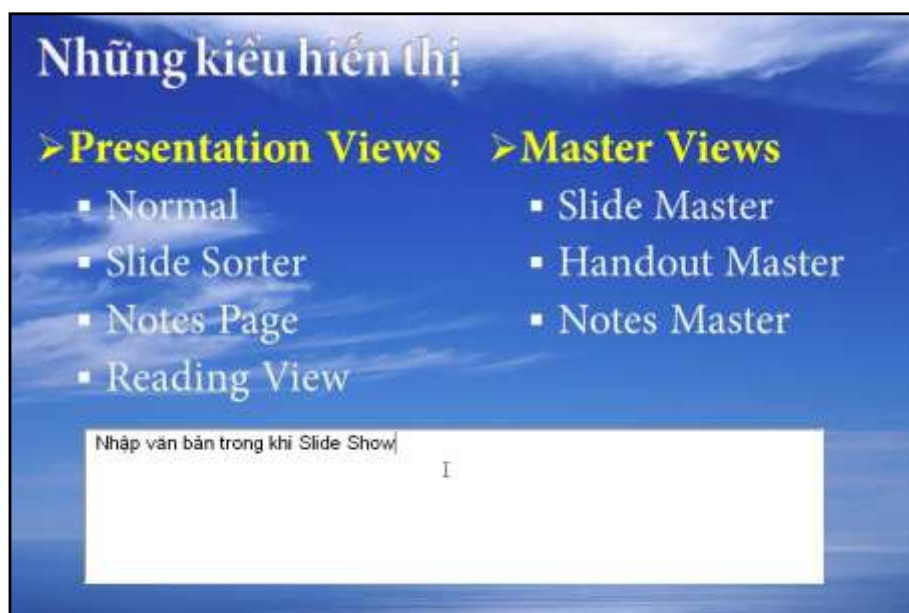 Những kiểu hiển thị
➢Presentation Views
▪ Normal
▪ Slide Sorter
▪ Notes Page
▪ Reading View
➢Master Views
▪ Slide Master
▪ Handout Master
▪ Notes Master
Nhập văn bản trong khi Slide Show